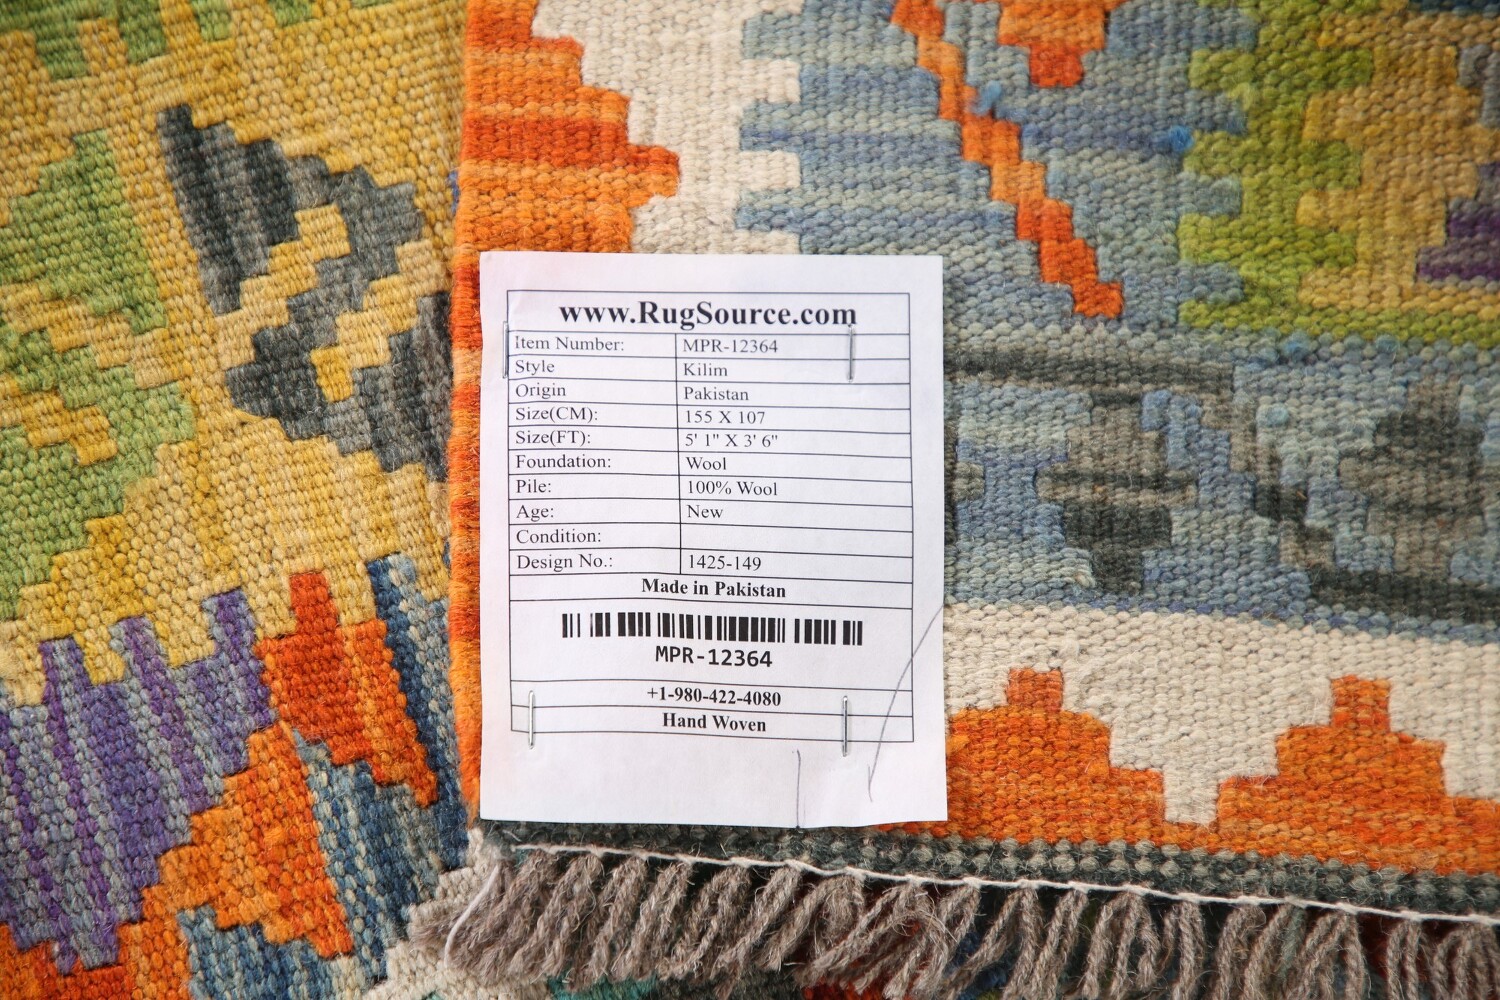 www.RugSource.com
Item Number: MPR-12364
Style Kilim
Origin Pakistan
Size(CM): 155 X 107
Size(FT): 5' 1" X 3' 6"
Foundation: Wool
Pile: 100% Wool
Age: New
Condition:
Design No.: 1425-149
Made in Pakistan
MPR-12364
+1-980-422-4080
Hand Woven